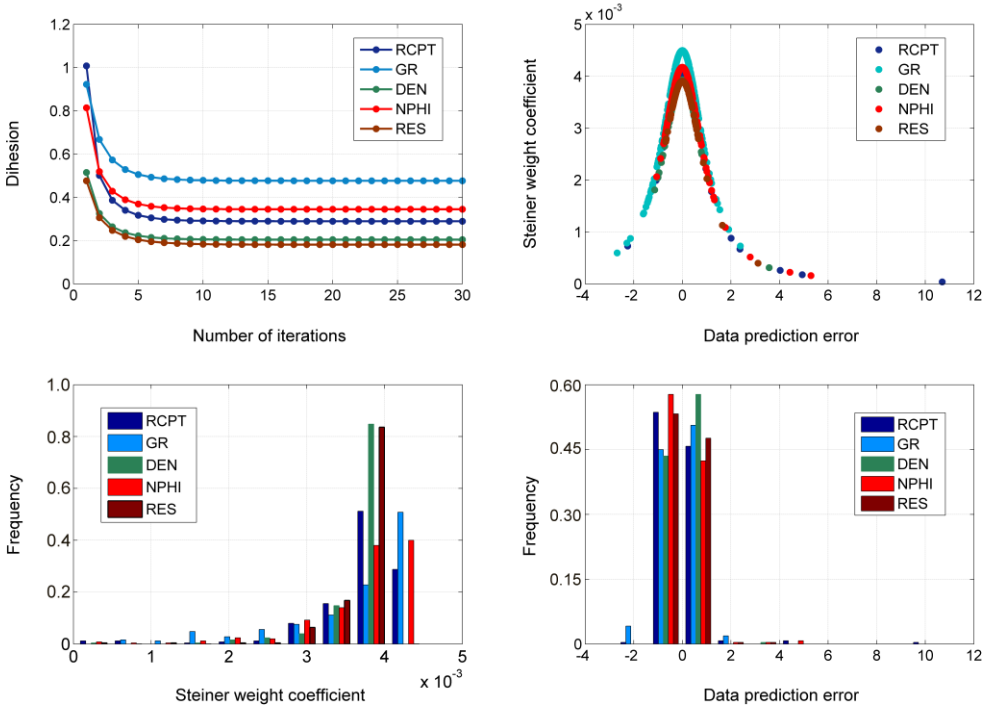 1.2
1
0.8
0.6
0.4
0.2
0
Dihesion
RCPT
GR
DEN
NPHI
RES
0 5 10 15 20 25 30
Number of iterations
x 10⁻³
5
4
3
2
1
0
Steiner weight coefficient
RCPT
GR
DEN
NPHI
RES
-4 -2 0 2 4 6 8 10 12
Data prediction error
1.0
0.8
0.6
0.4
0.2
0
Frequency
RCPT
GR
DEN
NPHI
RES
0 1 2 3 4 5
x 10⁻³
Steiner weight coefficient
0.60
0.45
0.30
0.15
0
Frequency
RCPT
GR
DEN
NPHI
RES
-4 -2 0 2 4 6 8 10 12
Data prediction error